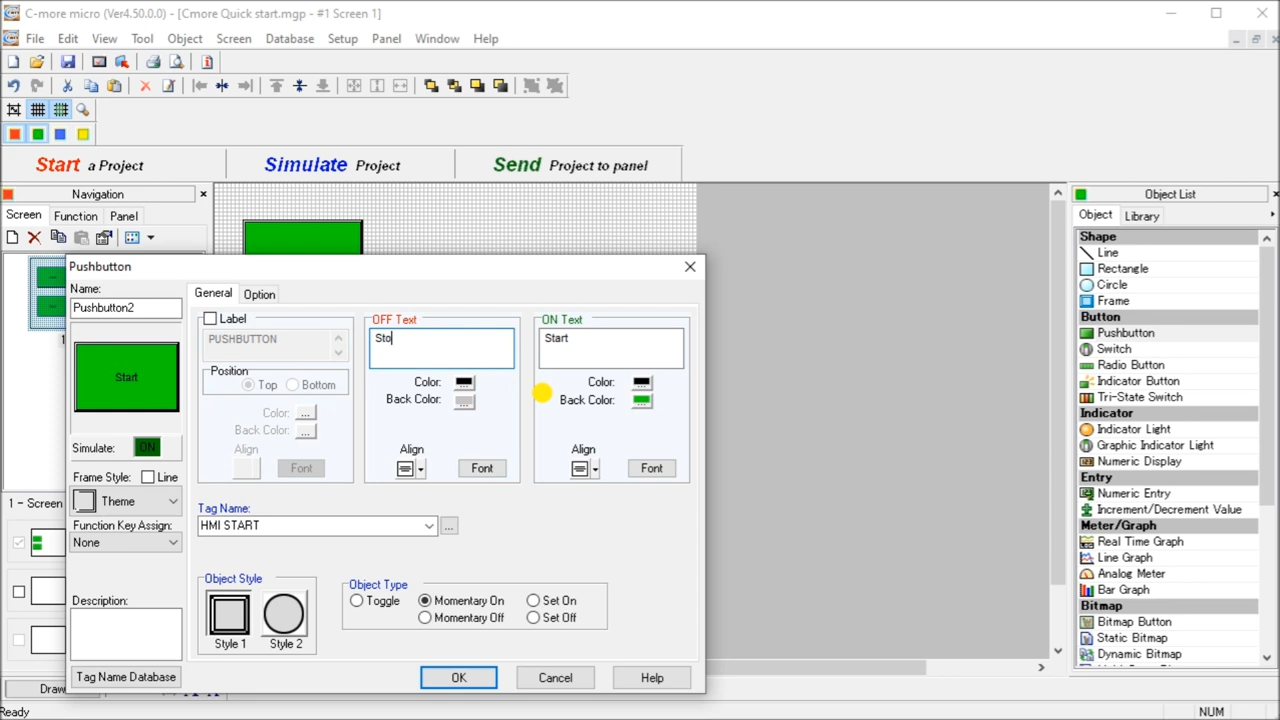 C-more micro (Ver4.50.0.0) - [Cmore Quick start.mgp - #1 Screen 1]
File Edit View Tool Object Screen Database Setup Panel Window Help
Start a Project
Simulate Project
Send Project to panel
Navigation
Screen Function Panel
1 - Screen
Draw
Ready
NUM
Pushbutton
Name:
Pushbutton2
Start
Simulate: ON
Frame Style: Line
Theme
Function Key Assign:
None
Description:
Tag Name Database
General Option
Label
PUSHBUTTON
Position
Top Bottom
Color: ...
Back Color: ...
Align
Font
OFF Text
Sto
Color:
Back Color:
Align
Font
ON Text
Start
Color:
Back Color:
Align
Font
Tag Name:
HMI START
...
Object Style
Style 1 Style 2
Object Type
Toggle Momentary On Set On
Momentary Off Set Off
OK Cancel Help
Object List
Object Library
Shape
Line
Rectangle
Circle
Frame
Button
Pushbutton
Switch
Radio Button
Indicator Button
Tri-State Switch
Indicator
Indicator Light
Graphic Indicator Light
Numeric Display
Entry
Numeric Entry
Increment/Decrement Value
Meter/Graph
Real Time Graph
Line Graph
Analog Meter
Bar Graph
Bitmap
Bitmap Button
Static Bitmap
Dynamic Bitmap